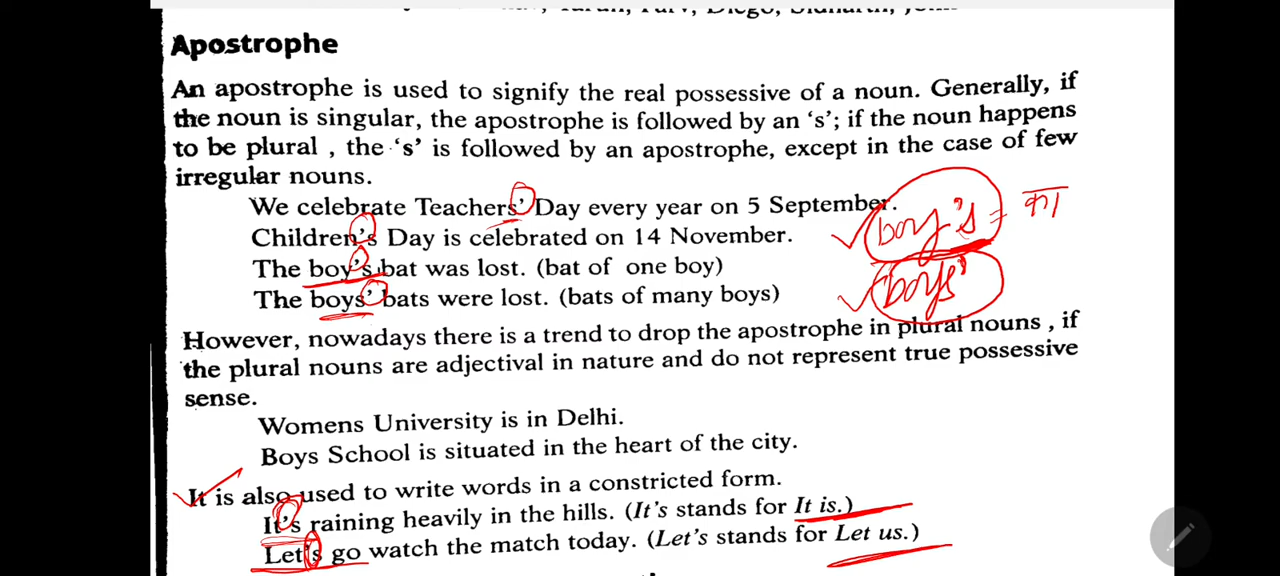 Apostrophe
An apostrophe is used to signify the real possessive of a noun. Generally, if
the noun is singular, the apostrophe is followed by an 's'; if the noun happens
to be plural , the 's' is followed by an apostrophe, except in the case of few
irregular nouns.
We celebrate Teachers' Day every year on 5 September.
Children's Day is celebrated on 14 November.
boy's = का
The boy's bat was lost. (bat of one boy)
boys'
The boys' bats were lost. (bats of many boys)
However, nowadays there is a trend to drop the apostrophe in plural nouns , if
the plural nouns are adjectival in nature and do not represent true possessive
sense.
Womens University is in Delhi.
Boys School is situated in the heart of the city.
It is also used to write words in a constricted form.
It's raining heavily in the hills. (It's stands for It is.)
Let's go watch the match today. (Let's stands for Let us.)